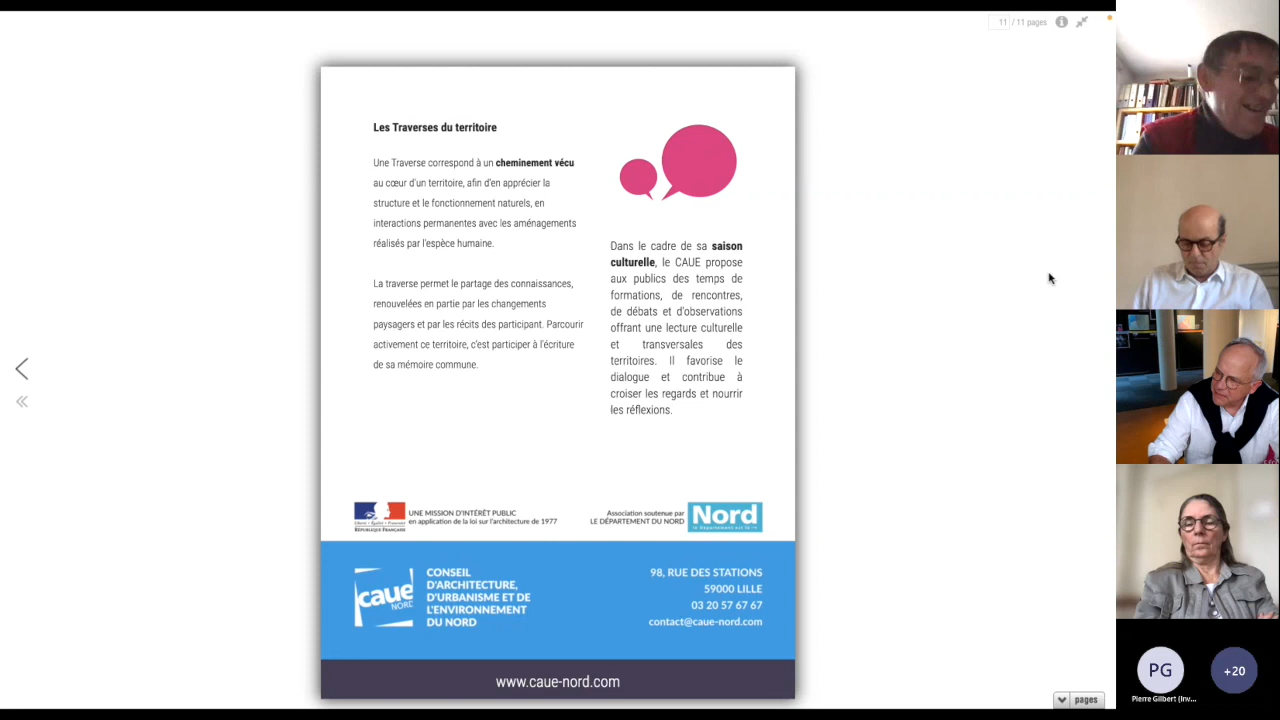 11 / 11 pages
Les Traverses du territoire
Une Traverse correspond à un cheminement vécu
au cœur d'un territoire, afin d'en apprécier la
structure et le fonctionnement naturels, en
interactions permanentes avec les aménagements
réalisés par l'espèce humaine.
La traverse permet le partage des connaissances,
renouvelées en partie par les changements
paysagers et par les récits des participant. Parcourir
activement ce territoire, c'est participer à l'écriture
de sa mémoire commune.
Dans le cadre de sa saison
culturelle, le CAUE propose
aux publics des temps de
formations, de rencontres,
de débats et d'observations
offrant une lecture culturelle
et transversales des
territoires. Il favorise le
dialogue et contribue à
croiser les regards et nourrir
les réflexions.
RÉPUBLIQUE FRANÇAISE
UNE MISSION D'INTÉRÊT PUBLIC
en application de la loi sur l'architecture de 1977
Association soutenue par
LE DÉPARTEMENT DU NORD
Nord
caue
NORD
CONSEIL
D'ARCHITECTURE,
D'URBANISME ET DE
L'ENVIRONNEMENT
DU NORD
98, RUE DES STATIONS
59000 LILLE
03 20 57 67 67
contact@caue-nord.com
www.caue-nord.com
pages
PG
+20
Pierre Gilbert (Inv...